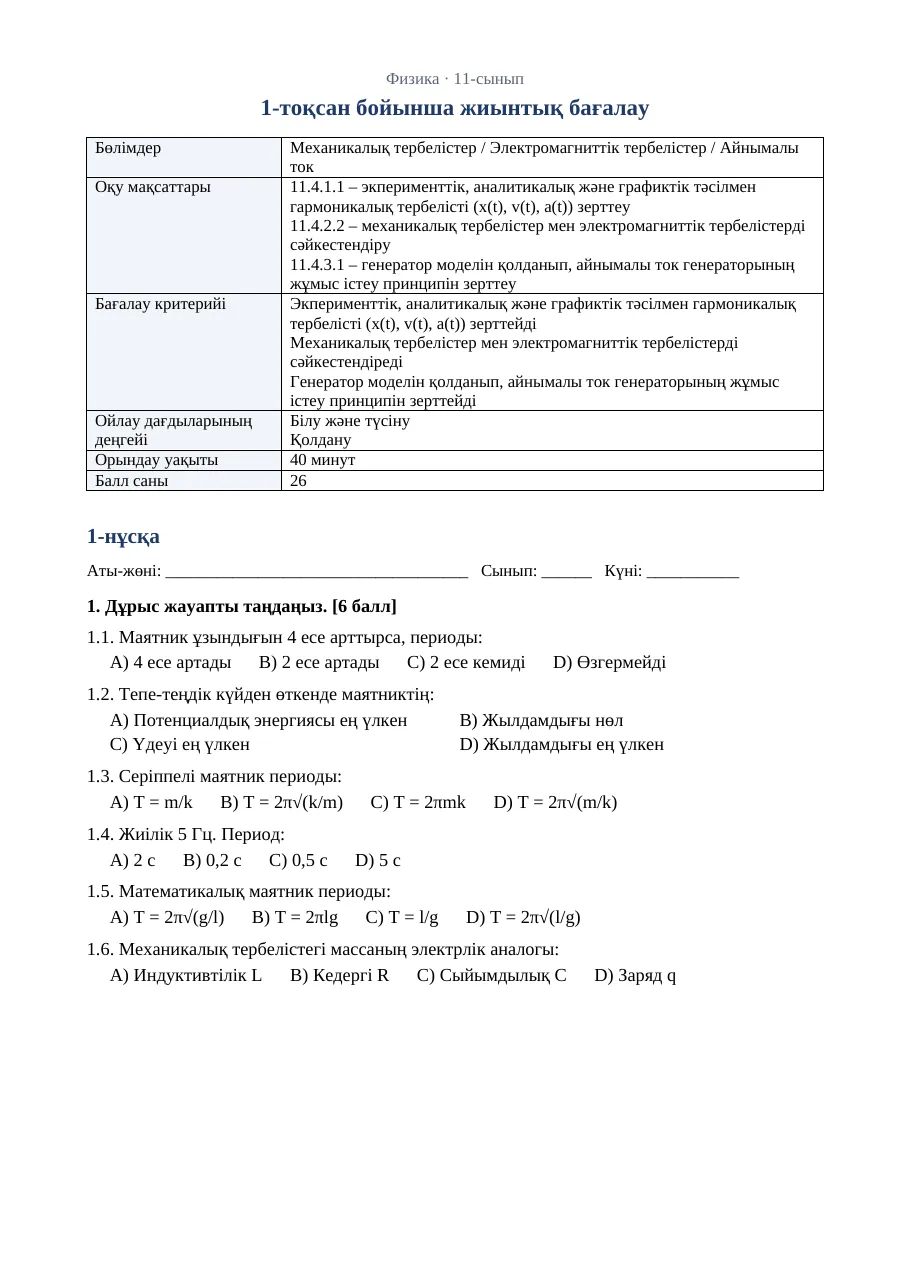 Физика · 11-сынып
1-тоқсан бойынша жиынтық бағалау
Бөлімдер
Механикалық тербелістер / Электромагниттік тербелістер / Айнымалы
ток
Оқу мақсаттары
11.4.1.1 – экперименттік, аналитикалық және графиктік тәсілмен
гармоникалық тербелісті (x(t), v(t), a(t)) зерттеу
11.4.2.2 – механикалық тербелістер мен электромагниттік тербелістерді
сәйкестендіру
11.4.3.1 – генератор моделін қолданып, айнымалы ток генераторының
жұмыс істеу принципін зерттеу
Бағалау критерийі
Экперименттік, аналитикалық және графиктік тәсілмен гармоникалық
тербелісті (x(t), v(t), a(t)) зерттейді
Механикалық тербелістер мен электромагниттік тербелістерді
сәйкестендіреді
Генератор моделін қолданып, айнымалы ток генераторының жұмыс
істеу принципін зерттейді
Ойлау дағдыларының
деңгейі
Білу және түсіну
Қолдану
Орындау уақыты
40 минут
Балл саны
26
1-нұсқа
Аты-жөні: ____________________________________ Сынып: ______ Күні: ___________
1. Дұрыс жауапты таңдаңыз. [6 балл]
1.1. Маятник ұзындығын 4 есе арттырса, периоды:
A) 4 есе артады B) 2 есе артады C) 2 есе кемиді D) Өзгермейді
1.2. Тепе-теңдік күйден өткенде маятниктің:
A) Потенциалдық энергиясы ең үлкен B) Жылдамдығы нөл
C) Үдеуі ең үлкен D) Жылдамдығы ең үлкен
1.3. Серіппелі маятник периоды:
A) T = m/k B) T = 2π√(k/m) C) T = 2πmk D) T = 2π√(m/k)
1.4. Жиілік 5 Гц. Период:
A) 2 с B) 0,2 с C) 0,5 с D) 5 с
1.5. Математикалық маятник периоды:
A) T = 2π√(g/l) B) T = 2πlg C) T = l/g D) T = 2π√(l/g)
1.6. Механикалық тербелістегі массаның электрлік аналогы:
A) Индуктивтілік L B) Кедергі R C) Сыйымдылық C D) Заряд q